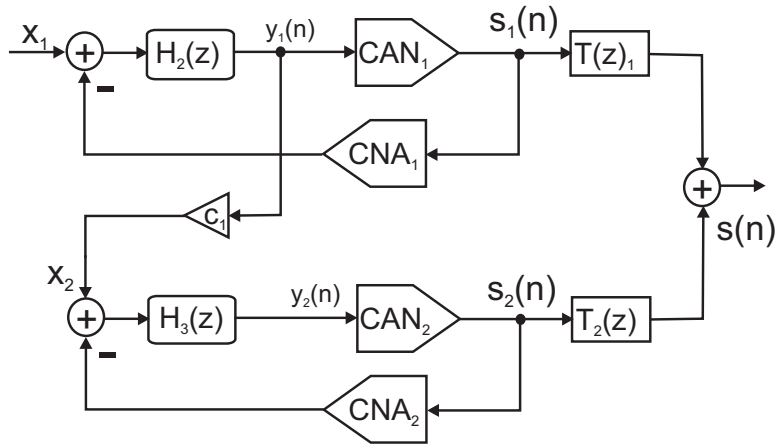 x₁ + H₂(z) y₁(n) CAN₁ s₁(n) T(z)₁
−
CNA₁
+
c₁
s(n)
x₂
+ H₃(z) y₂(n) CAN₂ s₂(n) T₂(z)
−
CNA₂